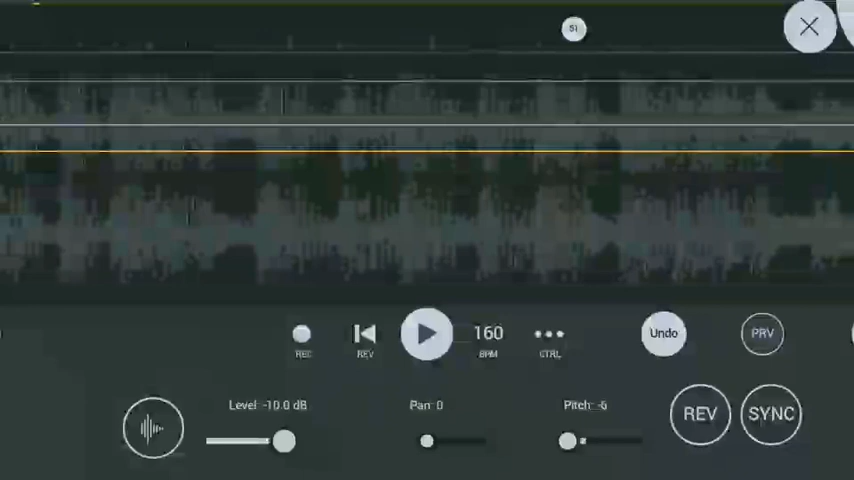 51
160
Undo
PRV
REC
REV
BPM
CTRL
Level: -10.0 dB
Pan: 0
Pitch: -6
REV
SYNC